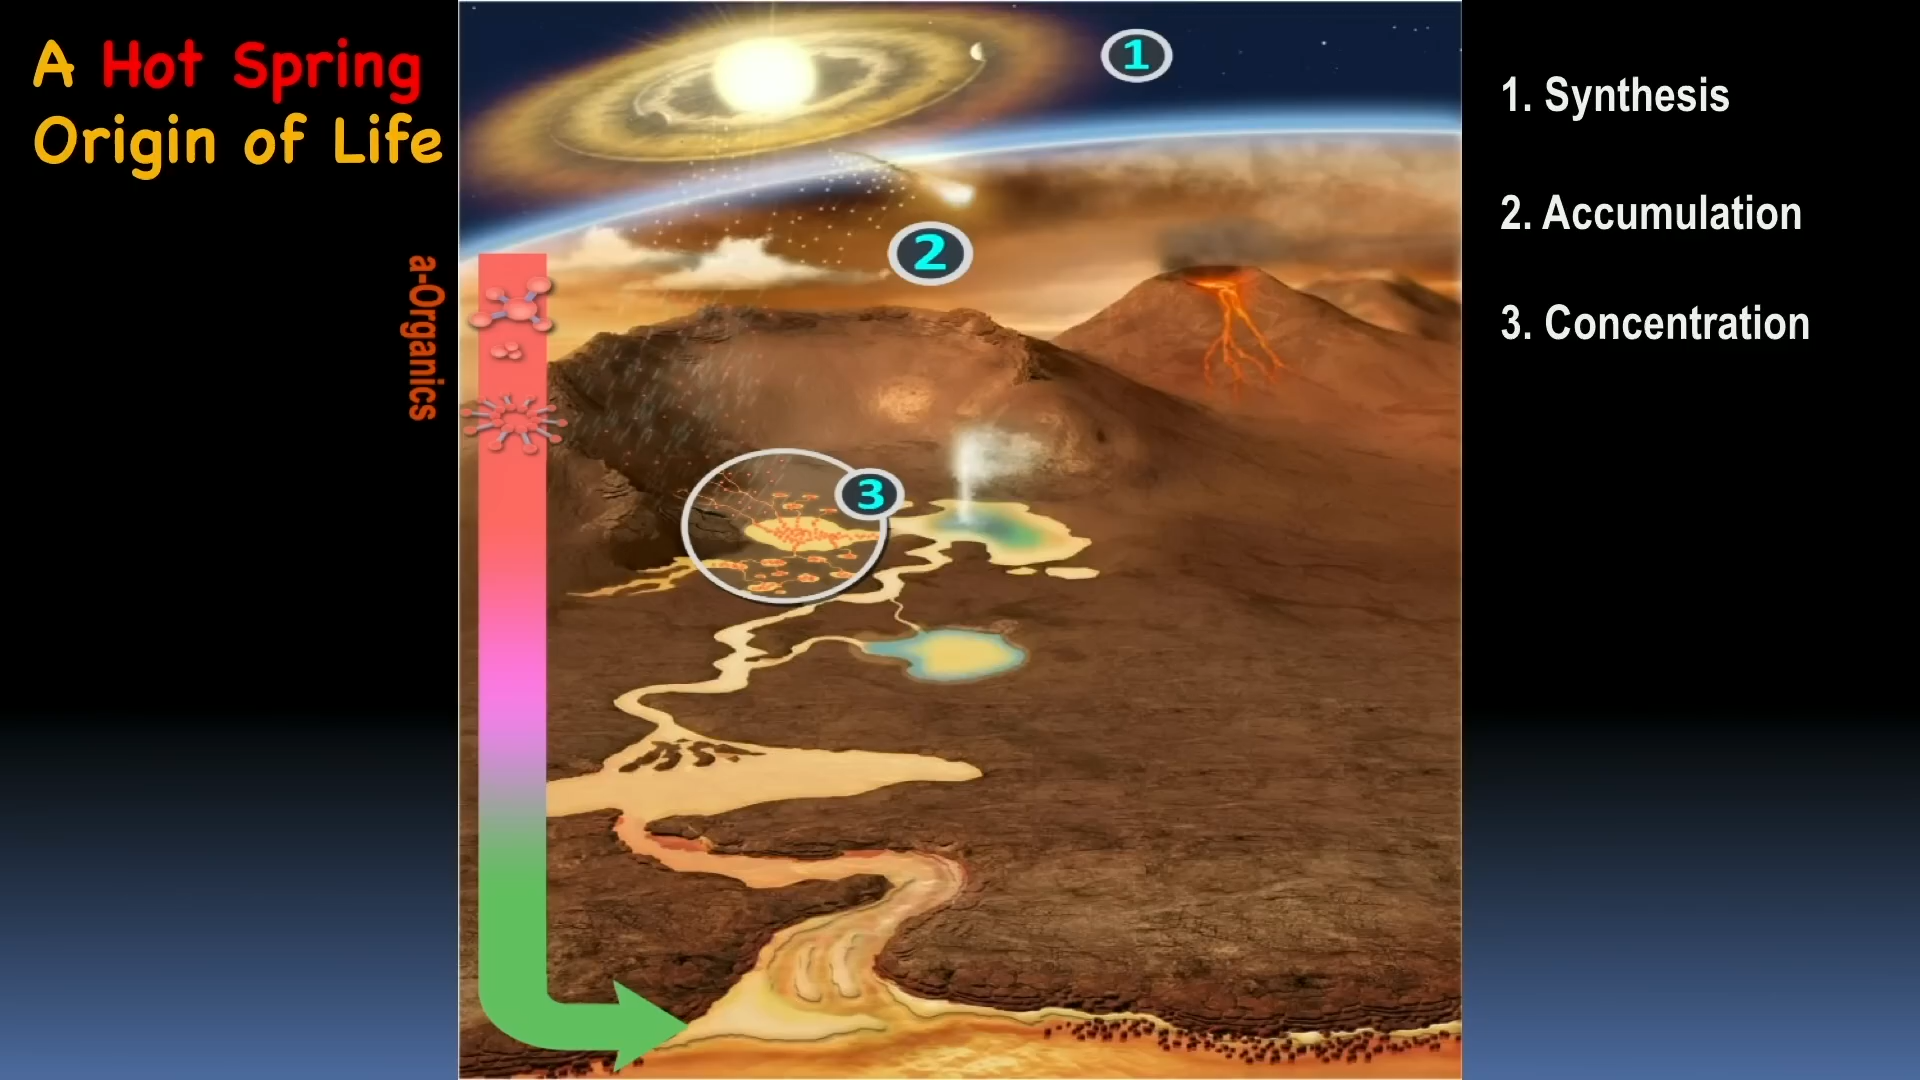 A Hot Spring
Origin of Life
a-Organics
1
2
3
1. Synthesis
2. Accumulation
3. Concentration